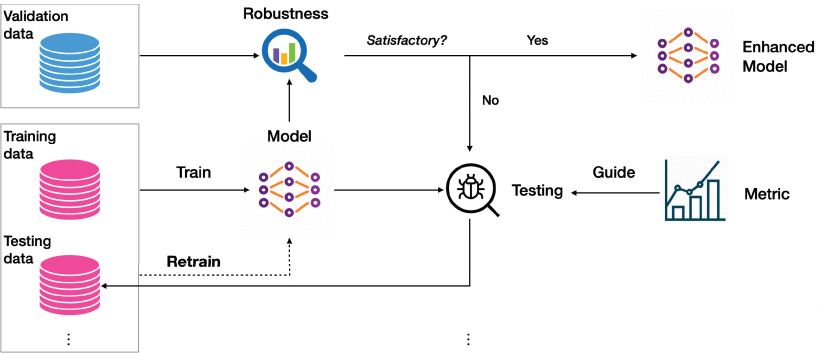 Validation
data
Robustness
Satisfactory?
Yes
Enhanced
Model
No
Training
data
Train
Model
Testing
Guide
Metric
Testing
data
Retrain